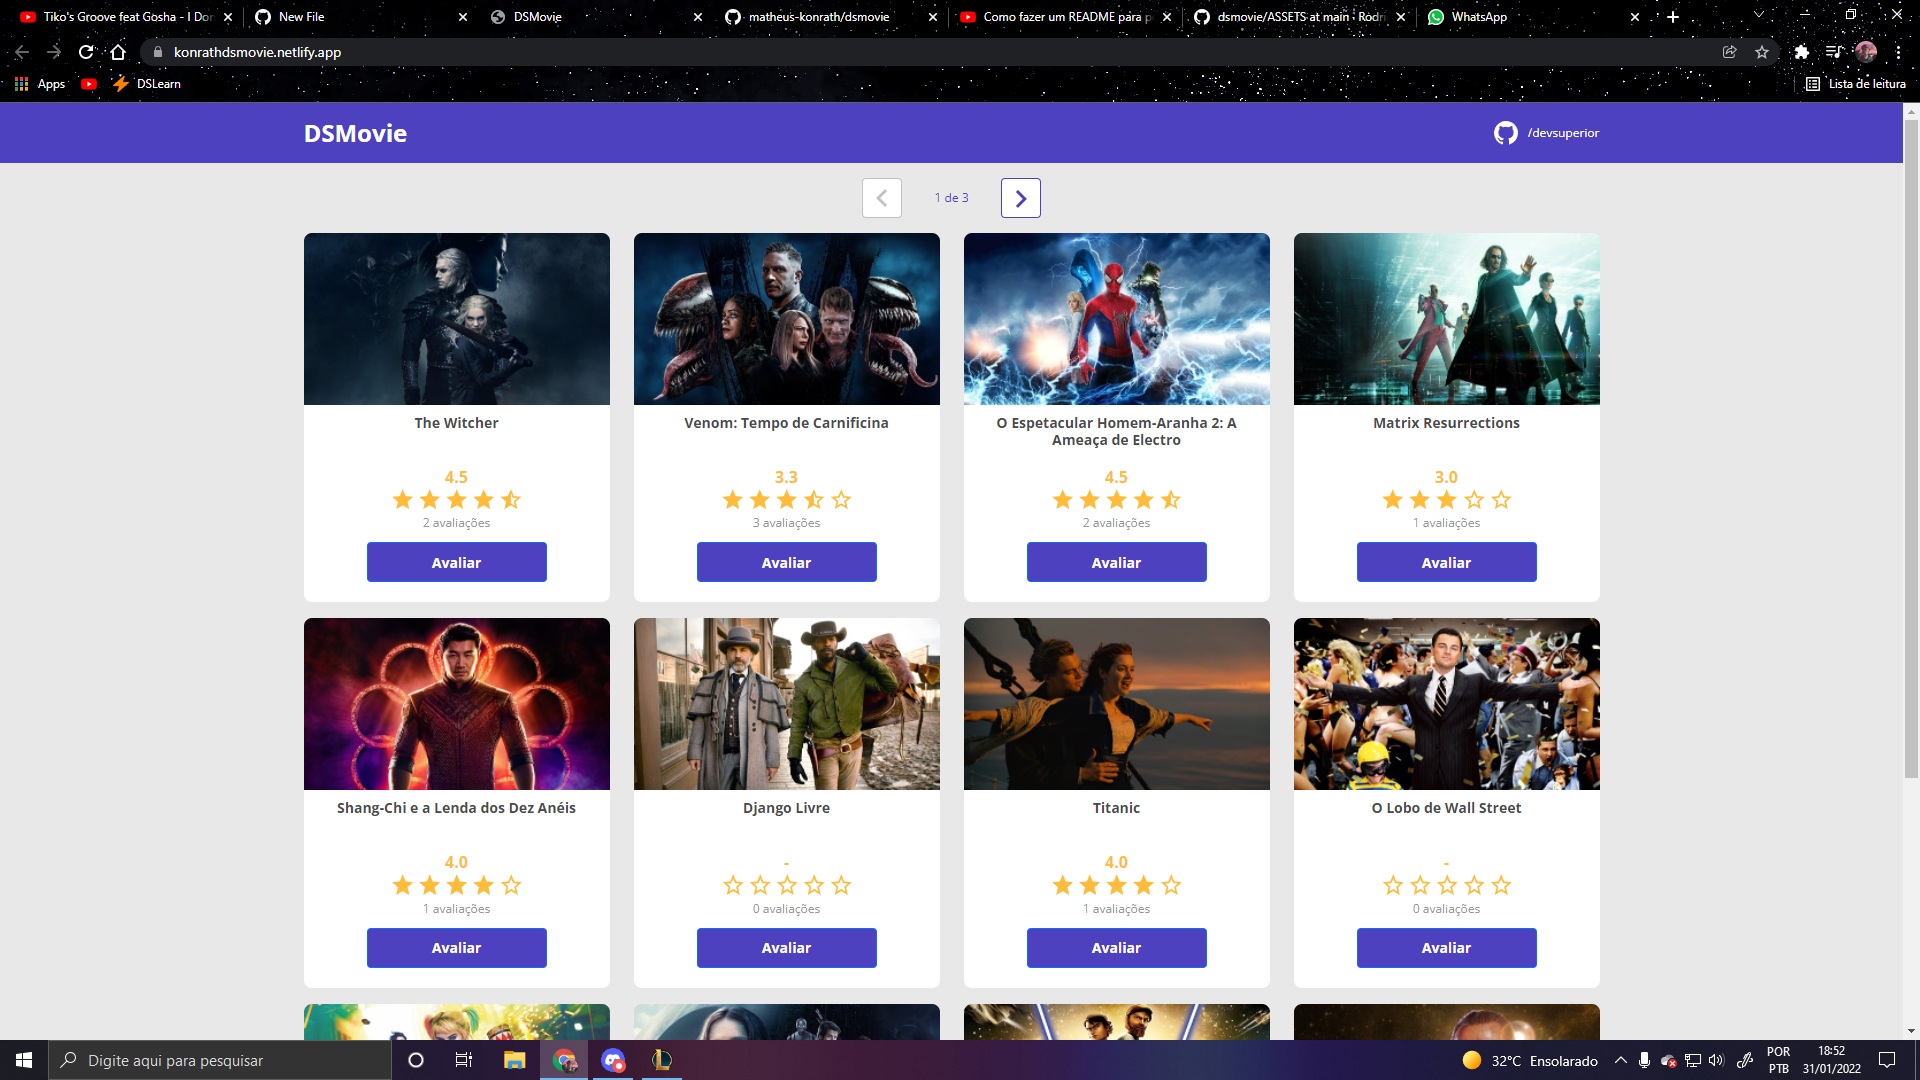 Tiko's Groove feat Gosha - I Don
New File
DSMovie
matheus-konrath/dsmovie
Como fazer um README para
dsmovie/ASSETS at main · Rodri
WhatsApp
konrathdsmovie.netlify.app
Apps
DSLearn
Lista de leitura
DSMovie
/devsuperior
1 de 3
The Witcher
4.5
2 avaliações
Avaliar
Venom: Tempo de Carnificina
3.3
3 avaliações
Avaliar
O Espetacular Homem-Aranha 2: A
Ameaça de Electro
4.5
2 avaliações
Avaliar
Matrix Resurrections
3.0
1 avaliações
Avaliar
Shang-Chi e a Lenda dos Dez Anéis
4.0
1 avaliações
Avaliar
Django Livre
-
0 avaliações
Avaliar
Titanic
4.0
1 avaliações
Avaliar
O Lobo de Wall Street
-
0 avaliações
Avaliar
Digite aqui para pesquisar
32°C Ensolarado
POR
PTB
18:52
31/01/2022